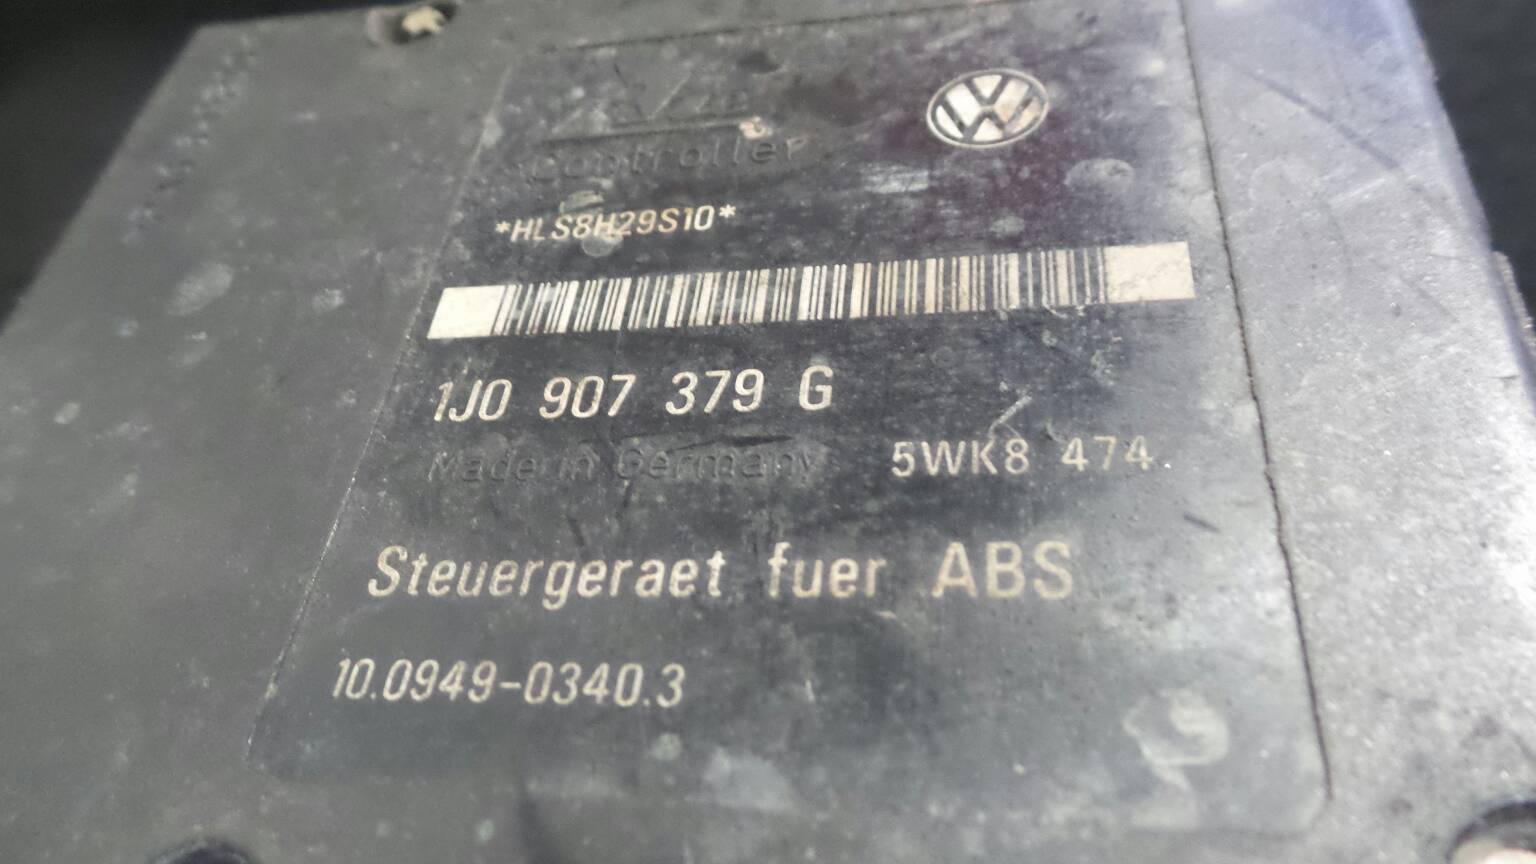 Controller
*HLS8H29S10*
1J0 907 379 G
Made in Germany 5WK8 474
Steuergeraet fuer ABS
10.0949-0340.3